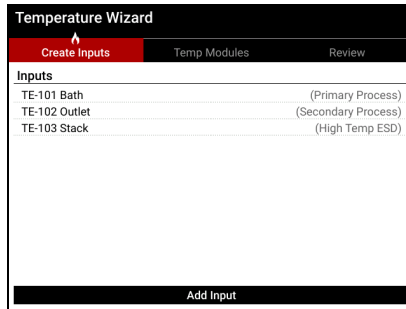 Temperature Wizard
Create Inputs Temp Modules Review
Inputs
TE-101 Bath (Primary Process)
TE-102 Outlet (Secondary Process)
TE-103 Stack (High Temp ESD)
Add Input